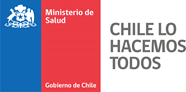 Ministerio de
Salud
Gobierno de Chile
CHILE LO
HACEMOS
TODOS